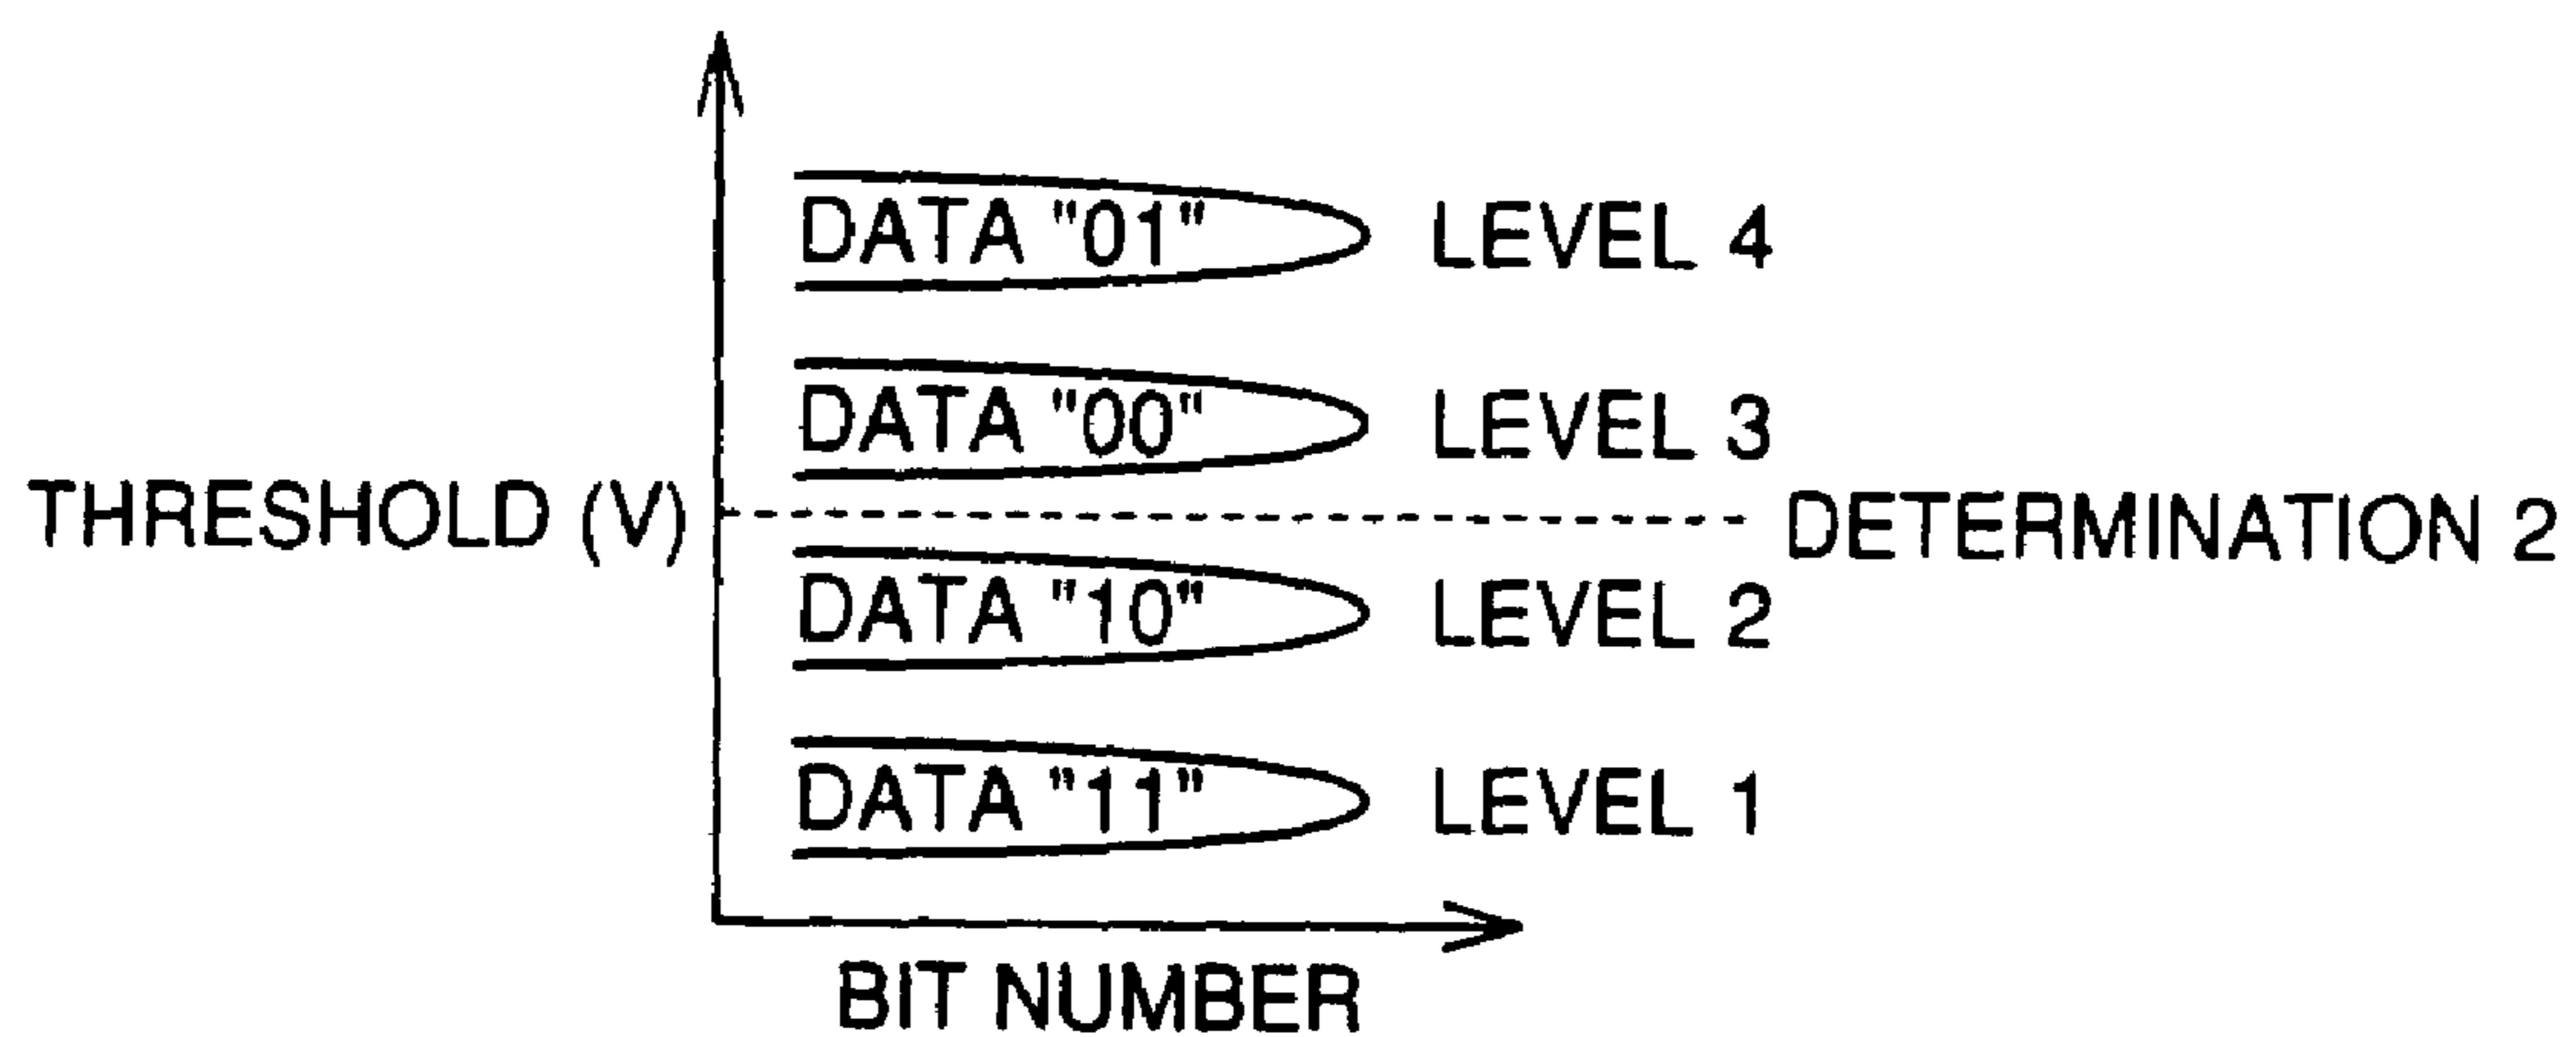 DATA "01" LEVEL 4
DATA "00" LEVEL 3
THRESHOLD (V) DETERMINATION 2
DATA "10" LEVEL 2
DATA "11" LEVEL 1
BIT NUMBER